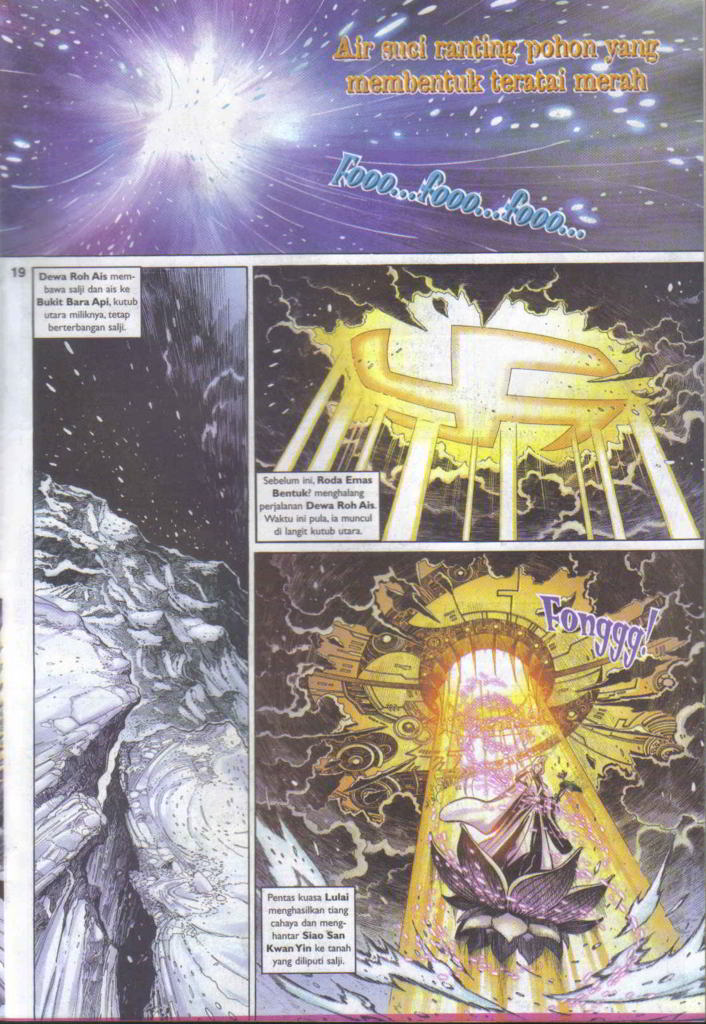 Air suci ranting pohon yang
membentuk teratai merah
Fooo...fooo...fooo...
19
Dewa Roh Ais mem-
bawa salji dan ais ke
Bukit Bara Api, kutub
utara miliknya, tetap
berterbangan salji.
Sebelum ini, Roda Emas
Bentuk? menghalang
perjalanan Dewa Roh Ais.
Waktu ini pula, ia muncul
di langit kutub utara.
Fonggg!
Pentas kuasa Lulai
menghasilkan tiang
cahaya dan meng-
hantar Siao San
Kwan Yin ke tanah
yang diliputi salji.